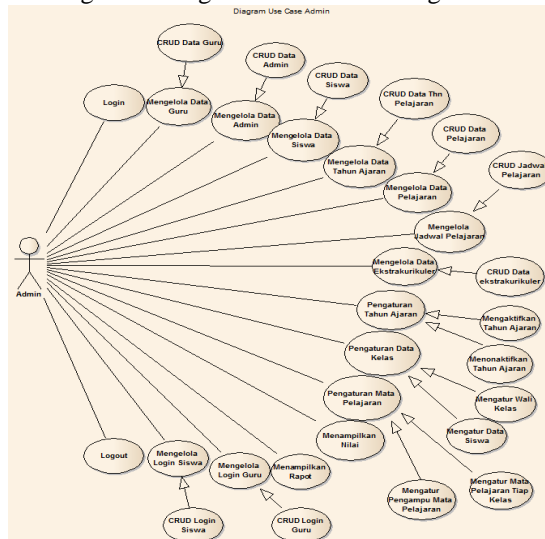 Diagram Use Case Admin
CRUD Data Guru
CRUD Data
Admin
CRUD Data
Siswa
CRUD Data Thn
Pelajaran
CRUD Data
Pelajaran
CRUD Jadwal
Pelajaran
Login
Mengelola Data
Guru
Mengelola Data
Admin
Mengelola Data
Siswa
Mengelola Data
Tahun Ajaran
Mengelola Data
Pelajaran
Mengelola
Jadwal Pelajaran
Mengelola Data
Ekstrakurikuler
CRUD Data
ekstrakurikuler
Admin
Pengaturan
Tahun Ajaran
Mengaktifkan
Tahun Ajaran
Menonaktifkan
Tahun Ajaran
Pengaturan Data
Kelas
Mengatur Wali
Kelas
Mengatur Data
Siswa
Pengaturan Mata
Pelajaran
Menampilkan
Nilai
Logout
Mengelola
Login Siswa
Mengelola
Login Guru
Menampilkan
Rapot
Mengatur
Pengampu Mata
Pelajaran
Mengatur Mata
Pelajaran Tiap
Kelas
CRUD Login
Siswa
CRUD Login
Guru